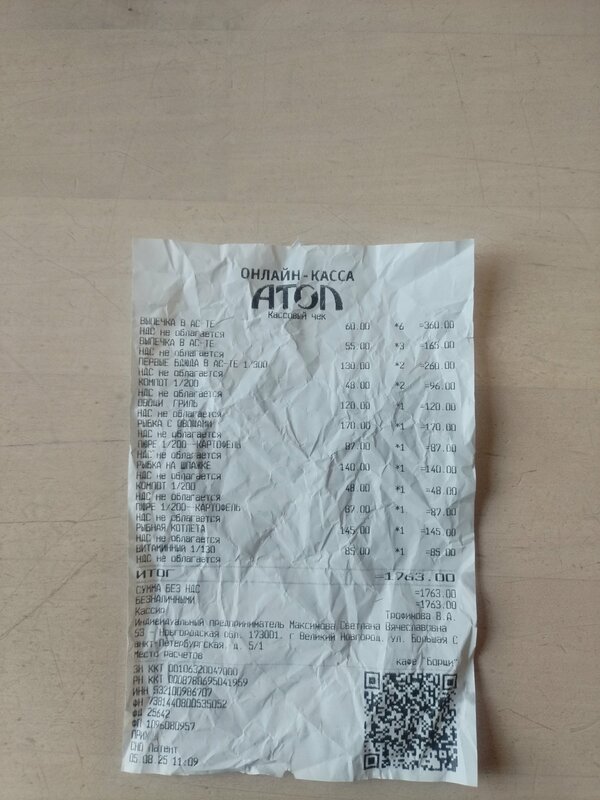 ОНЛАЙН-КАССА
АТОЛ
Кассовый чек
ВЫПЕЧКА В АС-ТЕ 60.00 *6 =360.00
НДС не облагается
ВЫПЕЧКА В АС-ТЕ 55.00 *3 =165.00
НДС не облагается
ПЕРВЫЕ БЛЮДА В АС-ТЕ 1/300 130.00 *2 =260.00
НДС не облагается
КОМПОТ 1/200 48.00 *2 =96.00
НДС не облагается
ОВОЩИ ГРИЛЬ 120.00 *1 =120.00
НДС не облагается
РЫБКА С ОВОЩАМИ 170.00 *1 =170.00
НДС не облагается
ПЮРЕ 1/200 -КАРТОФЕЛЬ 87.00 *1 =87.00
НДС не облагается
РЫБКА НА ШПАЖКЕ 140.00 *1 =140.00
НДС не облагается
КОМПОТ 1/200 48.00 *1 =48.00
НДС не облагается
ПЮРЕ 1/200--КАРТОФЕЛЬ 87.00 *1 =87.00
НДС не облагается
РЫБНАЯ КОТЛЕТА 145.00 *1 =145.00
НДС не облагается
ВИТАМИННЫЙ 1/130 85.00 *1 =85.00
НДС не облагается
ИТОГ =1763.00
СУММА БЕЗ НДС =1763.00
БЕЗНАЛИЧНЫМИ =1763.00
Кассир Трофимова В.А.
Индивидуальный предприниматель Максимова Светлана Вячеславовна
53 - Новгородская обл. 173001, г Великий Новгород, ул. Большая С
анкт-Петербургская, д. 5/1
Место расчетов кафе "Борщи"
ЗН ККТ 00106320047000
РН ККТ 0008780695041959
ИНН 532100986707
ФН 7381440800535052
ФД 25642
ФП 1096080957
ПРИХОД
СНО Патент
05.08.25 11:09